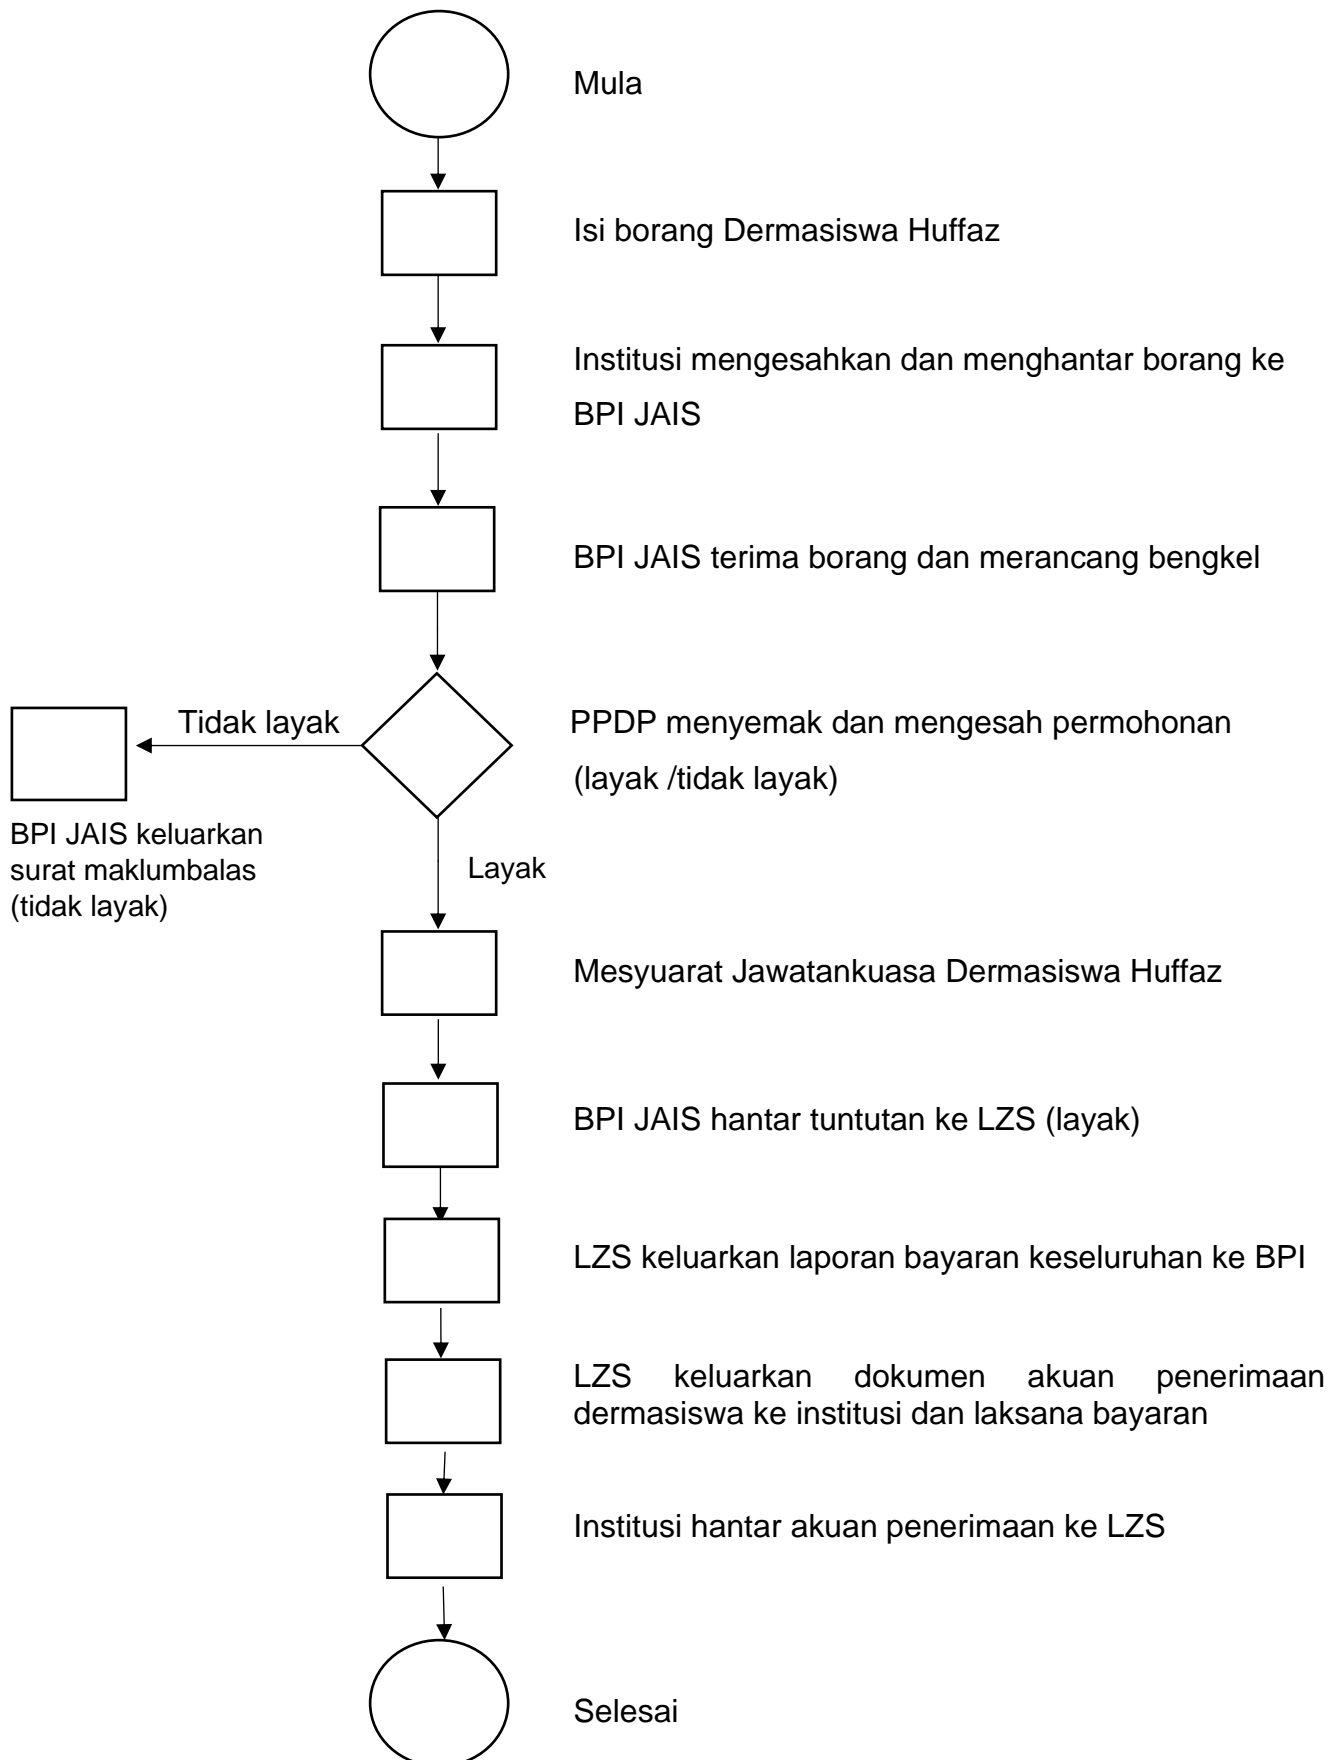 Mula
Isi borang Dermasiswa Huffaz
Institusi mengesahkan dan menghantar borang ke
BPI JAIS
BPI JAIS terima borang dan merancang bengkel
Tidak layak
PPDP menyemak dan mengesah permohonan
(layak /tidak layak)
BPI JAIS keluarkan
surat maklumbalas
(tidak layak)
Layak
Mesyuarat Jawatankuasa Dermasiswa Huffaz
BPI JAIS hantar tuntutan ke LZS (layak)
LZS keluarkan laporan bayaran keseluruhan ke BPI
LZS keluarkan dokumen akuan penerimaan
dermasiswa ke institusi dan laksana bayaran
Institusi hantar akuan penerimaan ke LZS
Selesai